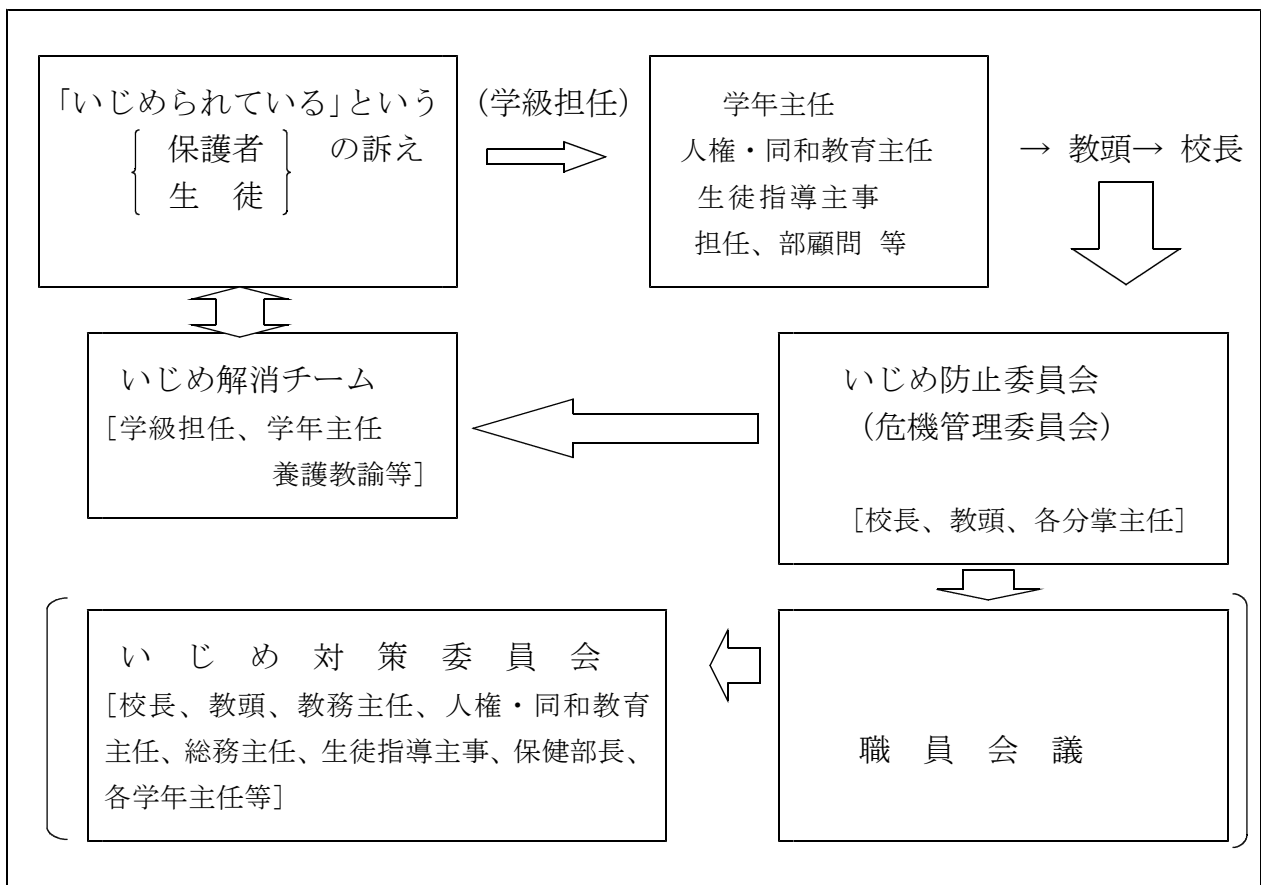 「いじめられている」という
保護者
生　徒
の訴え
(学級担任)
学年主任
人権・同和教育主任
生徒指導主事
担任、部顧問 等
→ 教頭→ 校長
いじめ解消チーム
[学級担任、学年主任
養護教諭等]
いじめ防止委員会
(危機管理委員会)
[校長、教頭、各分掌主任]
い　じ　め　対　策　委　員　会
[校長、教頭、教務主任、人権・同和教育
主任、総務主任、生徒指導主事、保健部長、
各学年主任等]
職　員　会　議